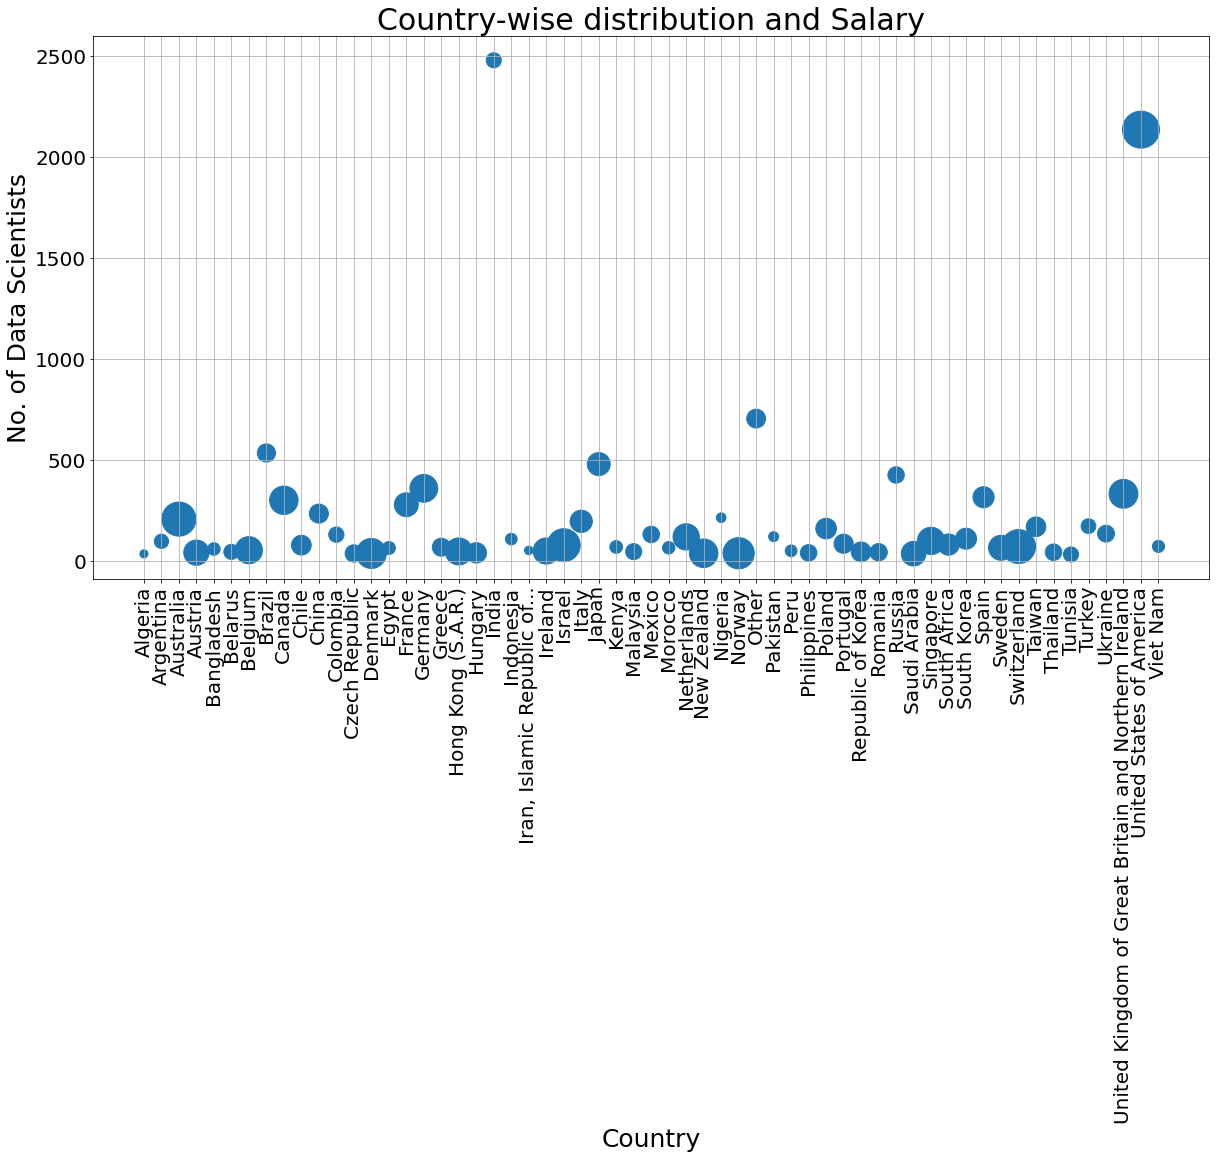 Country-wise distribution and Salary
No. of Data Scientists
2500
2000
1500
1000
500
0
Algeria
Argentina
Australia
Austria
Bangladesh
Belarus
Belgium
Brazil
Canada
Chile
China
Colombia
Czech Republic
Denmark
Egypt
France
Germany
Greece
Hong Kong (S.A.R.)
Hungary
India
Indonesia
Iran, Islamic Republic of...
Ireland
Israel
Italy
Japan
Kenya
Malaysia
Mexico
Morocco
Netherlands
New Zealand
Nigeria
Norway
Other
Pakistan
Peru
Philippines
Poland
Portugal
Republic of Korea
Romania
Russia
Saudi Arabia
Singapore
South Africa
South Korea
Spain
Sweden
Switzerland
Taiwan
Thailand
Tunisia
Turkey
Ukraine
United Kingdom of Great Britain and Northern Ireland
United States of America
Viet Nam
Country